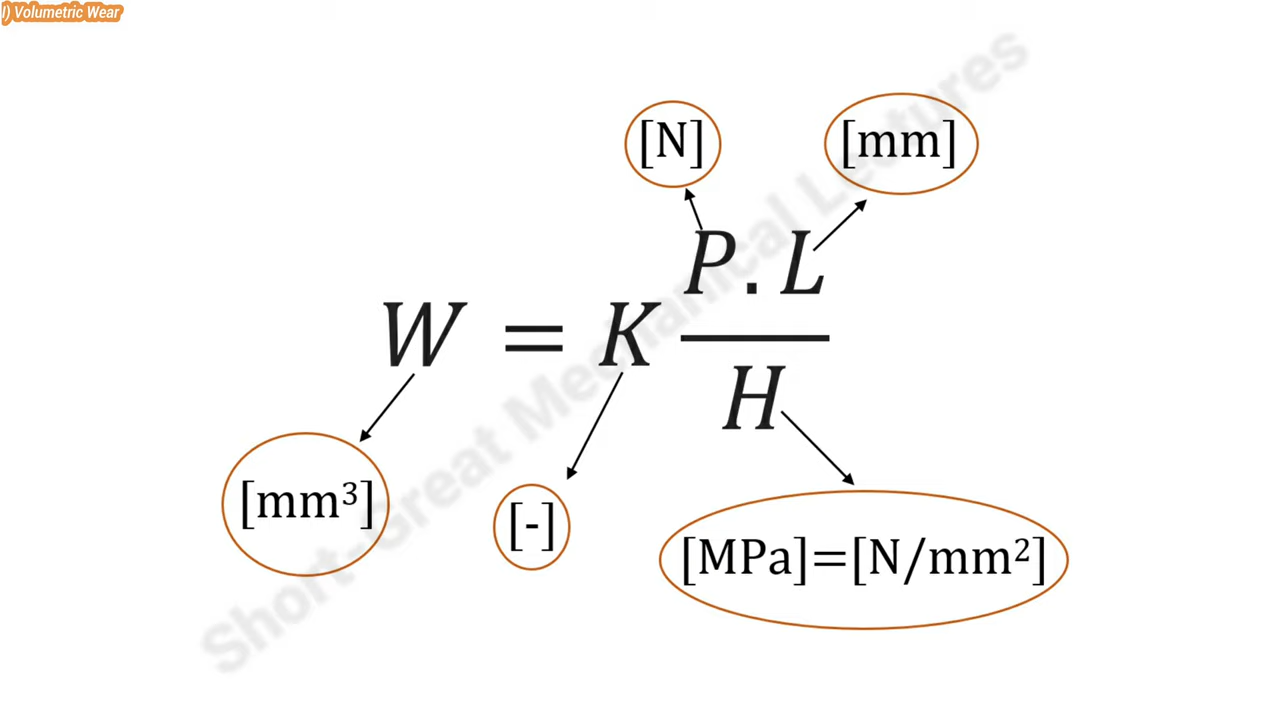 I) Volumetric Wear
[N] [mm]
W = K P . L / H
[mm³] [-] [MPa]=[N/mm²]
Short-Great Mechanical Lectures